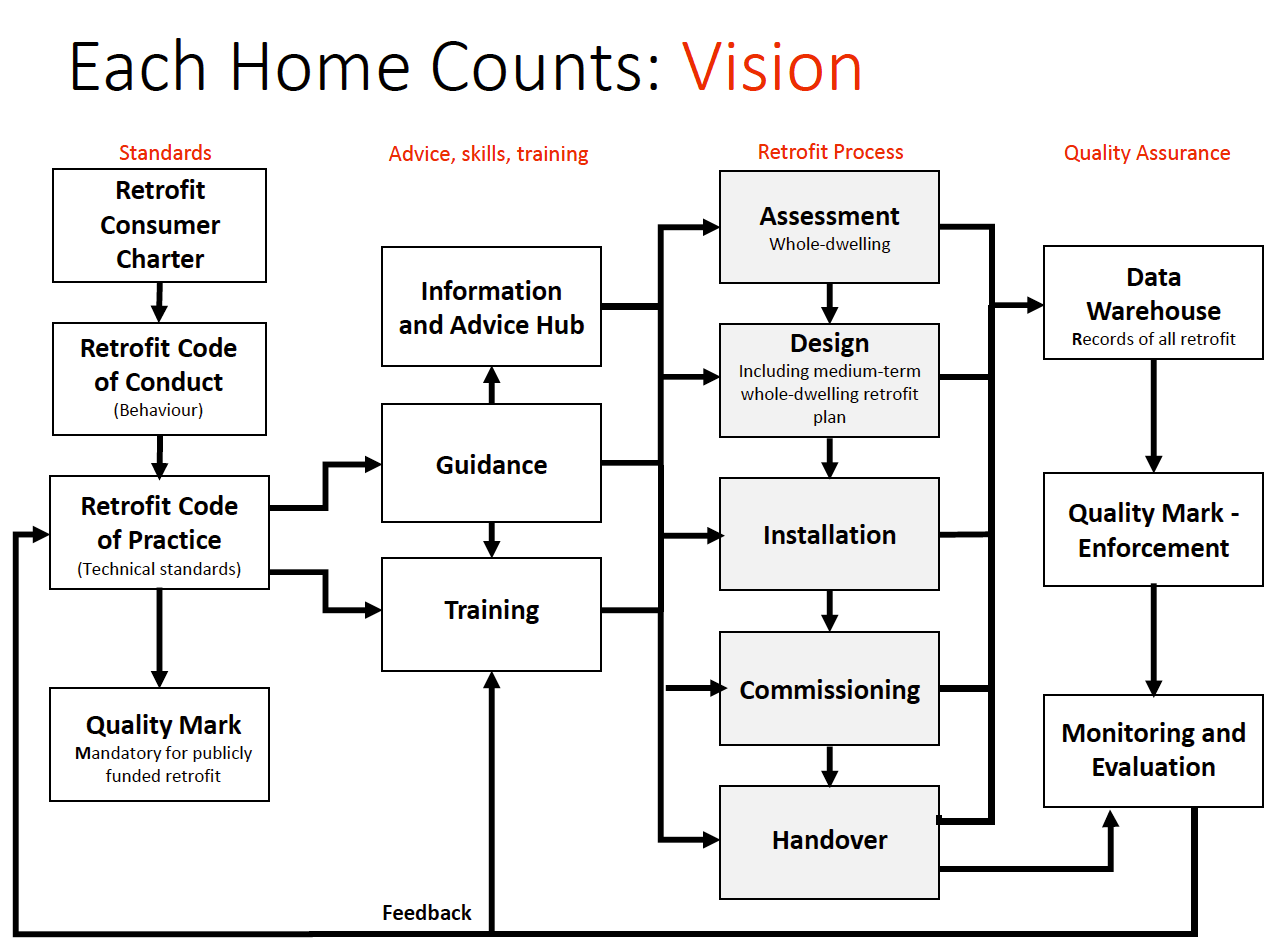 Each Home Counts: Vision
Standards
Retrofit
Consumer
Charter
Retrofit Code
of Conduct
(Behaviour)
Retrofit Code
of Practice
(Technical standards)
Quality Mark
Mandatory for publicly
funded retrofit
Advice, skills, training
Information
and Advice Hub
Guidance
Training
Feedback
Retrofit Process
Assessment
Whole-dwelling
Design
Including medium-term
whole-dwelling retrofit
plan
Installation
Commissioning
Handover
Quality Assurance
Data
Warehouse
Records of all retrofit
Quality Mark -
Enforcement
Monitoring and
Evaluation